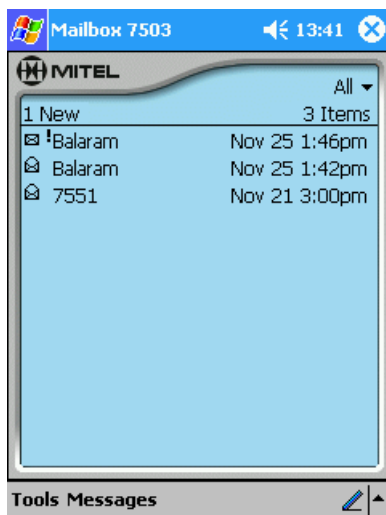 Mailbox 7503 13:41
MITEL
All
1 New 3 Items
!Balaram Nov 25 1:46pm
Balaram Nov 25 1:42pm
7551 Nov 21 3:00pm
Tools Messages